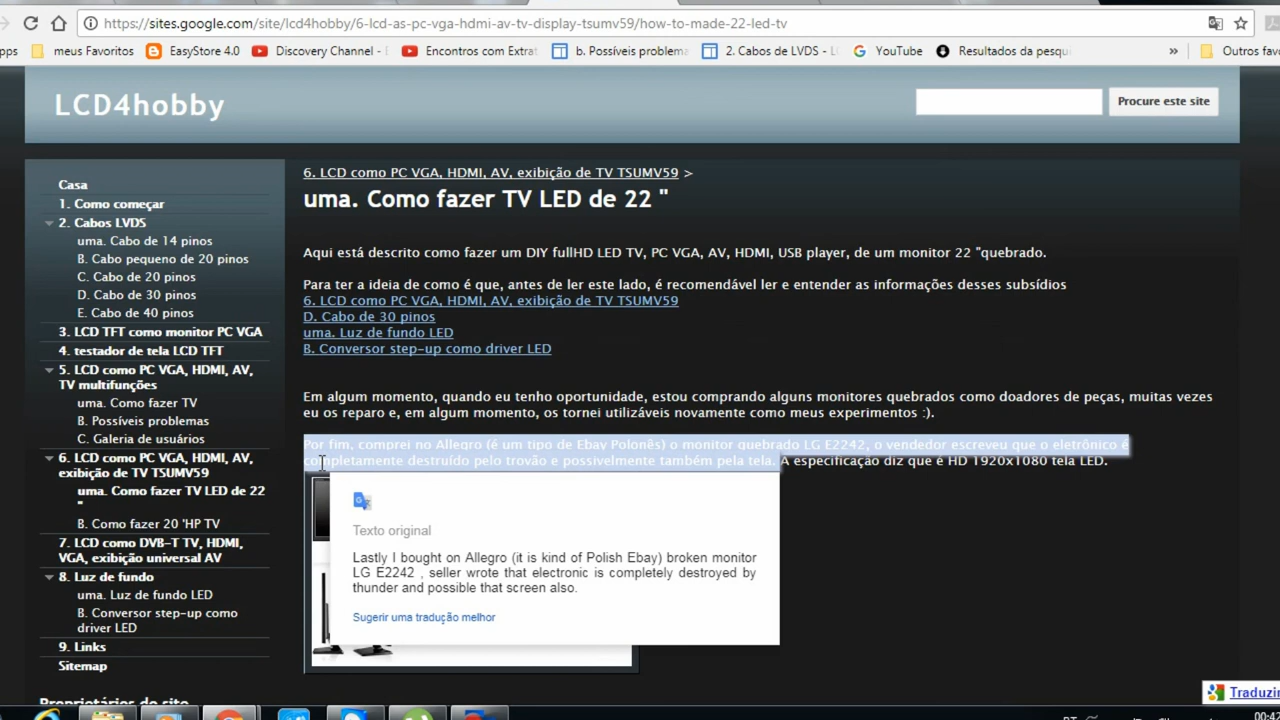 https://sites.google.com/site/lcd4hobby/6-lcd-as-pc-vga-hdmi-av-tv-display-tsumv59/how-to-made-22-led-tv
pps meus Favoritos EasyStore 4.0 Discovery Channel - Encontros com Extrat b. Possíveis problema 2. Cabos de LVDS - L YouTube Resultados da pesqu » Outros fav
LCD4hobby
Procure este site
Casa
1. Como começar
2. Cabos LVDS
uma. Cabo de 14 pinos
B. Cabo pequeno de 20 pinos
C. Cabo de 20 pinos
D. Cabo de 30 pinos
E. Cabo de 40 pinos
3. LCD TFT como monitor PC VGA
4. testador de tela LCD TFT
5. LCD como PC VGA, HDMI, AV,
TV multifunções
uma. Como fazer TV
B. Possíveis problemas
C. Galeria de usuários
6. LCD como PC VGA, HDMI, AV,
exibição de TV TSUMV59
uma. Como fazer TV LED de 22
"
B. Como fazer 20 'HP TV
7. LCD como DVB-T TV, HDMI,
VGA, exibição universal AV
8. Luz de fundo
uma. Luz de fundo LED
B. Conversor step-up como
driver LED
9. Links
Sitemap
Proprietários do site
6. LCD como PC VGA, HDMI, AV, exibição de TV TSUMV59 >
uma. Como fazer TV LED de 22 "
Aqui está descrito como fazer um DIY fullHD LED TV, PC VGA, AV, HDMI, USB player, de um monitor 22 "quebrado.
Para ter a ideia de como é que, antes de ler este lado, é recomendável ler e entender as informações desses subsídios
6. LCD como PC VGA, HDMI, AV, exibição de TV TSUMV59
D. Cabo de 30 pinos
uma. Luz de fundo LED
B. Conversor step-up como driver LED
Em algum momento, quando eu tenho oportunidade, estou comprando alguns monitores quebrados como doadores de peças, muitas vezes
eu os reparo e, em algum momento, os tornei utilizáveis novamente como meus experimentos :).
Por fim, comprei no Allegro (é um tipo de Ebay Polonês) o monitor quebrado LG E2242, o vendedor escreveu que o eletrônico é
completamente destruído pelo trovão e possivelmente também pela tela. A especificação diz que é HD 1920x1080 tela LED.
Texto original
Lastly I bought on Allegro (it is kind of Polish Ebay) broken monitor
LG E2242 , seller wrote that electronic is completely destroyed by
thunder and possible that screen also.
Sugerir uma tradução melhor
Traduzir